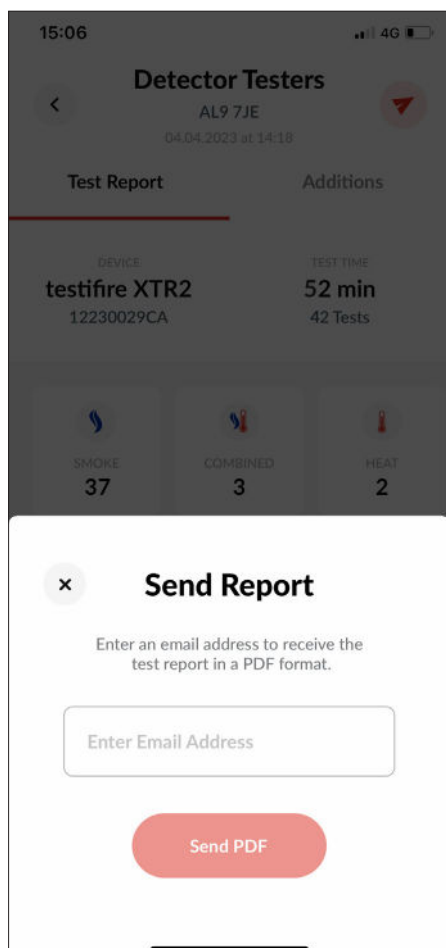 15:06
4G
Detector Testers
AL9 7JE
04.04.2023 at 14:18
Test Report Additions
DEVICE TEST TIME
testifire XTR2 52 min
12230029CA 42 Tests
SMOKE COMBINED HEAT
37 3 2
Send Report
Enter an email address to receive the
test report in a PDF format.
Enter Email Address
Send PDF